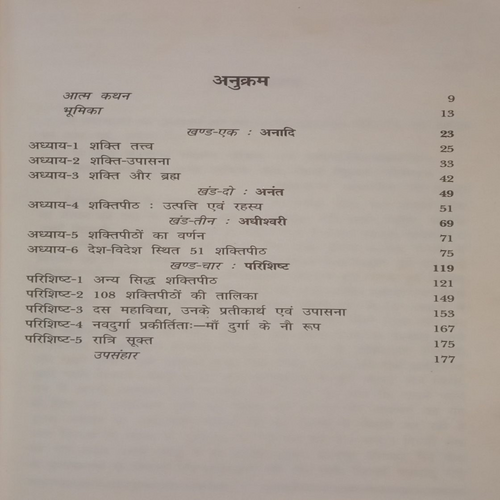 अनुक्रम
आत्म कथन 9
भूमिका 13
खण्ड-एक : अनादि 23
अध्याय-1 शक्ति तत्त्व 25
अध्याय-2 शक्ति-उपासना 33
अध्याय-3 शक्ति और ब्रह्म 42
खंड-दो : अनंत 49
अध्याय-4 शक्तिपीठ : उत्पत्ति एवं रहस्य 51
खंड-तीन : अधीश्वरी 69
अध्याय-5 शक्तिपीठों का वर्णन 71
अध्याय-6 देश-विदेश स्थित 51 शक्तिपीठ 75
खण्ड-चार : परिशिष्ट 119
परिशिष्ट-1 अन्य सिद्ध शक्तिपीठ 121
परिशिष्ट-2 108 शक्तिपीठों की तालिका 149
परिशिष्ट-3 दस महाविद्या, उनके प्रतीकार्थ एवं उपासना 153
परिशिष्ट-4 नवदुर्गा प्रकीर्तिताः—माँ दुर्गा के नौ रूप 167
परिशिष्ट-5 रात्रि सूक्त 175
उपसंहार 177